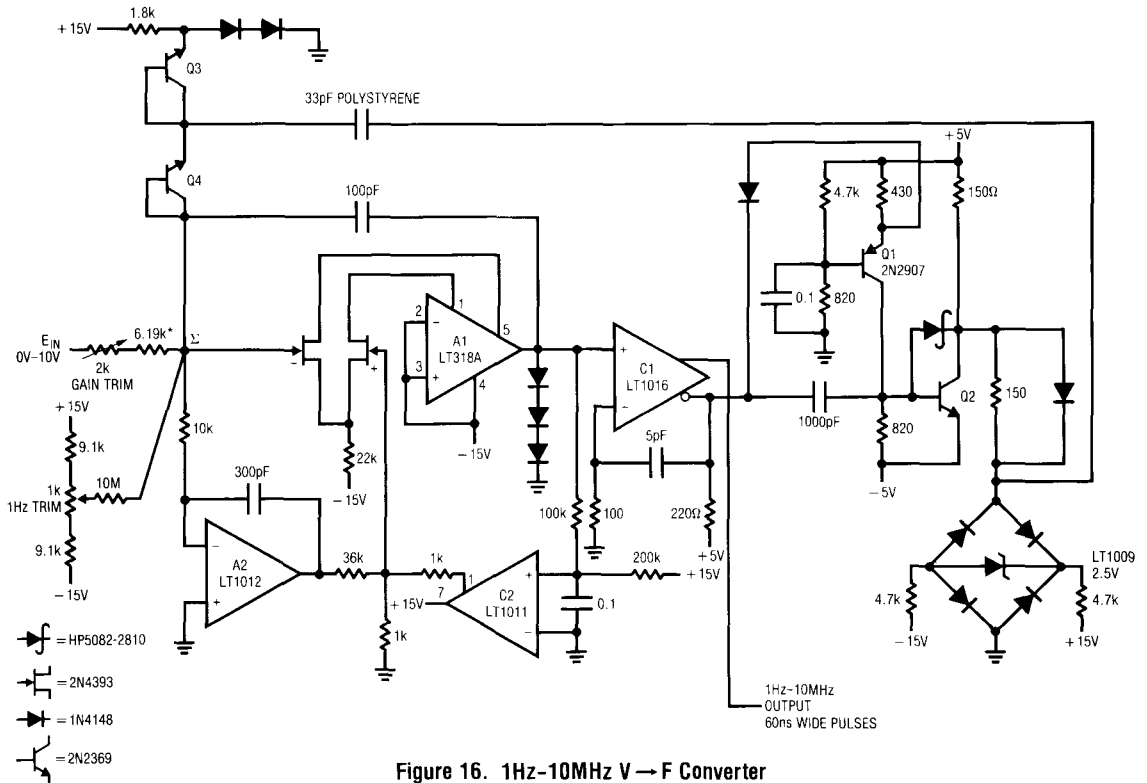 1.8k
+15V
Q3
33pF POLYSTYRENE
+5V
Q4
100pF
4.7k
430
150Ω
Q1
2N2907
0.1
820
EIN
0V-10V
6.19k*
Σ
2k
GAIN TRIM
1
5
2
−
A1
LT318A
3
+
4
-15V
−
+
22k
-15V
+
C1
LT1016
−
5pF
1000pF
Q2
150
820
-5V
+15V
9.1k
1k
1Hz TRIM
10M
9.1k
-15V
10k
300pF
100k
100
220Ω
+5V
−
A2
LT1012
+
36k
1k
1
7
+15V
C2
LT1011
+
−
200k
+15V
0.1
1k
LT1009
2.5V
4.7k
-15V
4.7k
+15V
=HP5082-2810
=2N4393
=1N4148
=2N2369
1Hz-10MHz
OUTPUT
60ns WIDE PULSES
Figure 16. 1Hz-10MHz V → F Converter